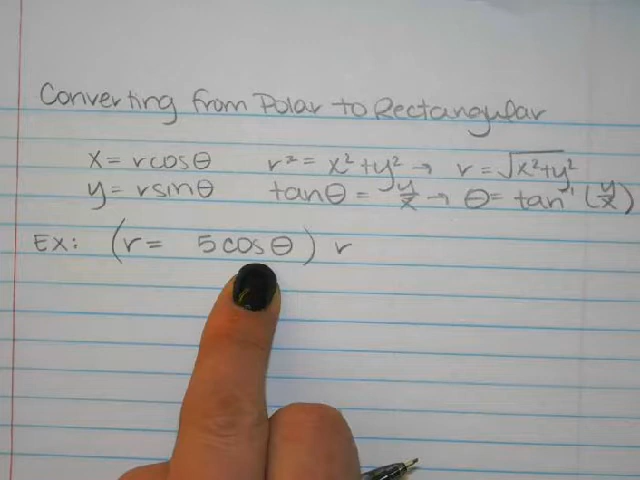 Converting from Polar to Rectangular
x = rcosθ r² = x² + y² → r = √x² + y²
y = rsinθ tanθ = y/x → θ = tan⁻¹ (y/x)
EX: (r = 5cosθ) r